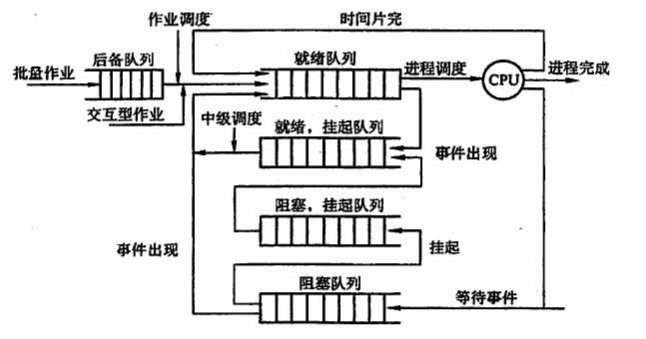 作业调度
时间片完
后备队列
就绪队列
批量作业
进程调度
CPU
进程完成
交互型作业
中级调度
就绪，挂起队列
事件出现
阻塞，挂起队列
事件出现
挂起
阻塞队列
等待事件